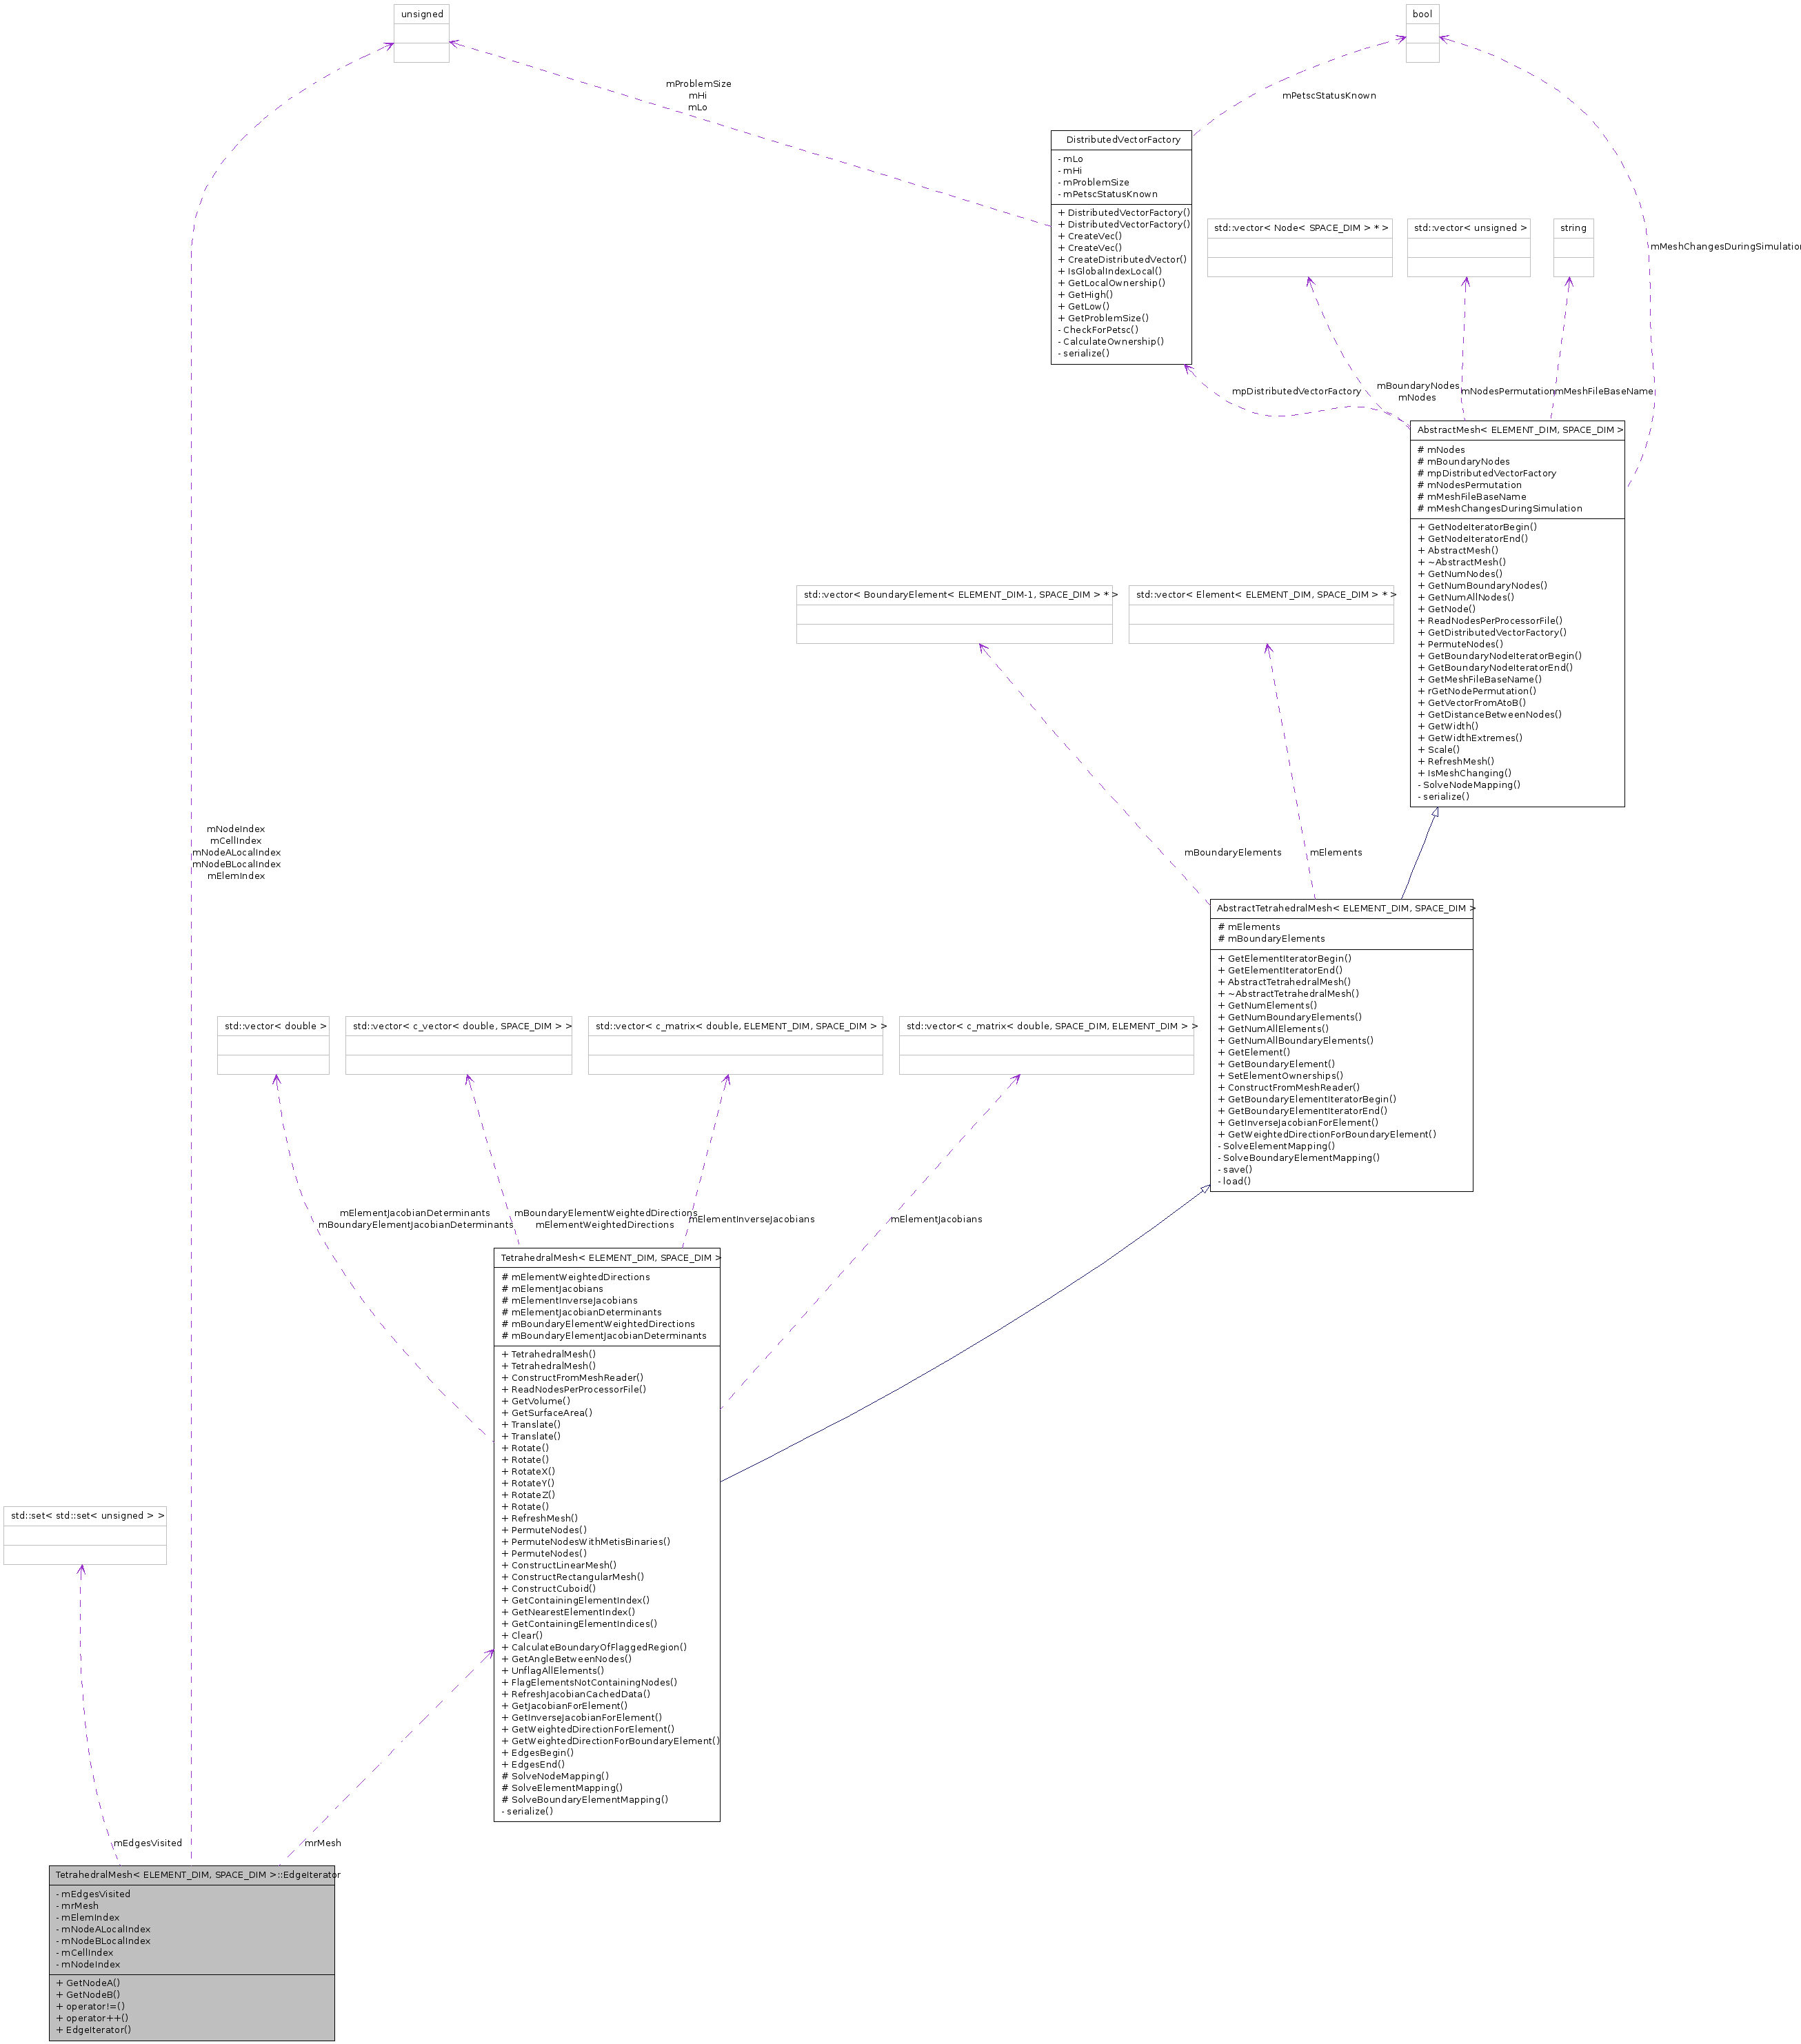 unsigned
bool
mProblemSize
mHi
mLo
mPetscStatusKnown
DistributedVectorFactory
- mLo
- mHi
- mProblemSize
- mPetscStatusKnown
+ DistributedVectorFactory()
+ DistributedVectorFactory()
+ CreateVec()
+ CreateVec()
+ CreateDistributedVector()
+ IsGlobalIndexLocal()
+ GetLocalOwnership()
+ GetHigh()
+ GetLow()
+ GetProblemSize()
- CheckForPetsc()
- CalculateOwnership()
- serialize()
std::vector< Node< SPACE_DIM > * >
std::vector< unsigned >
string
mMeshChangesDuringSimulation
mpDistributedVectorFactory
mBoundaryNodes
mNodes
mNodesPermutation
mMeshFileBaseName
AbstractMesh< ELEMENT_DIM, SPACE_DIM >
# mNodes
# mBoundaryNodes
# mpDistributedVectorFactory
# mNodesPermutation
# mMeshFileBaseName
# mMeshChangesDuringSimulation
+ GetNodeIteratorBegin()
+ GetNodeIteratorEnd()
+ AbstractMesh()
+ ~AbstractMesh()
+ GetNumNodes()
+ GetNumBoundaryNodes()
+ GetNumAllNodes()
+ GetNode()
+ ReadNodesPerProcessorFile()
+ GetDistributedVectorFactory()
+ PermuteNodes()
+ GetBoundaryNodeIteratorBegin()
+ GetBoundaryNodeIteratorEnd()
+ GetMeshFileBaseName()
+ rGetNodePermutation()
+ GetVectorFromAtoB()
+ GetDistanceBetweenNodes()
+ GetWidth()
+ GetWidthExtremes()
+ Scale()
+ RefreshMesh()
+ IsMeshChanging()
- SolveNodeMapping()
- serialize()
std::vector< BoundaryElement< ELEMENT_DIM-1, SPACE_DIM > * >
std::vector< Element< ELEMENT_DIM, SPACE_DIM > * >
mNodeIndex
mCellIndex
mNodeALocalIndex
mNodeBLocalIndex
mElemIndex
mBoundaryElements
mElements
AbstractTetrahedralMesh< ELEMENT_DIM, SPACE_DIM >
# mElements
# mBoundaryElements
+ GetElementIteratorBegin()
+ GetElementIteratorEnd()
+ AbstractTetrahedralMesh()
+ ~AbstractTetrahedralMesh()
+ GetNumElements()
+ GetNumBoundaryElements()
+ GetNumAllElements()
+ GetNumAllBoundaryElements()
+ GetElement()
+ GetBoundaryElement()
+ SetElementOwnerships()
+ ConstructFromMeshReader()
+ GetBoundaryElementIteratorBegin()
+ GetBoundaryElementIteratorEnd()
+ GetInverseJacobianForElement()
+ GetWeightedDirectionForBoundaryElement()
- SolveElementMapping()
- SolveBoundaryElementMapping()
- save()
- load()
std::vector< double >
std::vector< c_vector< double, SPACE_DIM > >
std::vector< c_matrix< double, ELEMENT_DIM, SPACE_DIM > >
std::vector< c_matrix< double, SPACE_DIM, ELEMENT_DIM > >
mElementJacobianDeterminants
mBoundaryElementJacobianDeterminants
mBoundaryElementWeightedDirections
mElementWeightedDirections
mElementInverseJacobians
mElementJacobians
TetrahedralMesh< ELEMENT_DIM, SPACE_DIM >
# mElementWeightedDirections
# mElementJacobians
# mElementInverseJacobians
# mElementJacobianDeterminants
# mBoundaryElementWeightedDirections
# mBoundaryElementJacobianDeterminants
+ TetrahedralMesh()
+ TetrahedralMesh()
+ ConstructFromMeshReader()
+ ReadNodesPerProcessorFile()
+ GetVolume()
+ GetSurfaceArea()
+ Translate()
+ Translate()
+ Rotate()
+ Rotate()
+ RotateX()
+ RotateY()
+ RotateZ()
+ Rotate()
+ RefreshMesh()
+ PermuteNodes()
+ PermuteNodesWithMetisBinaries()
+ PermuteNodes()
+ ConstructLinearMesh()
+ ConstructRectangularMesh()
+ ConstructCuboid()
+ GetContainingElementIndex()
+ GetNearestElementIndex()
+ GetContainingElementIndices()
+ Clear()
+ CalculateBoundaryOfFlaggedRegion()
+ GetAngleBetweenNodes()
+ UnflagAllElements()
+ FlagElementsNotContainingNodes()
+ RefreshJacobianCachedData()
+ GetJacobianForElement()
+ GetInverseJacobianForElement()
+ GetWeightedDirectionForElement()
+ GetWeightedDirectionForBoundaryElement()
+ EdgesBegin()
+ EdgesEnd()
# SolveNodeMapping()
# SolveElementMapping()
# SolveBoundaryElementMapping()
- serialize()
std::set< std::set< unsigned > >
mEdgesVisited
mrMesh
TetrahedralMesh< ELEMENT_DIM, SPACE_DIM >::EdgeIterator
- mEdgesVisited
- mrMesh
- mElemIndex
- mNodeALocalIndex
- mNodeBLocalIndex
- mCellIndex
- mNodeIndex
+ GetNodeA()
+ GetNodeB()
+ operator!=()
+ operator++()
+ EdgeIterator()